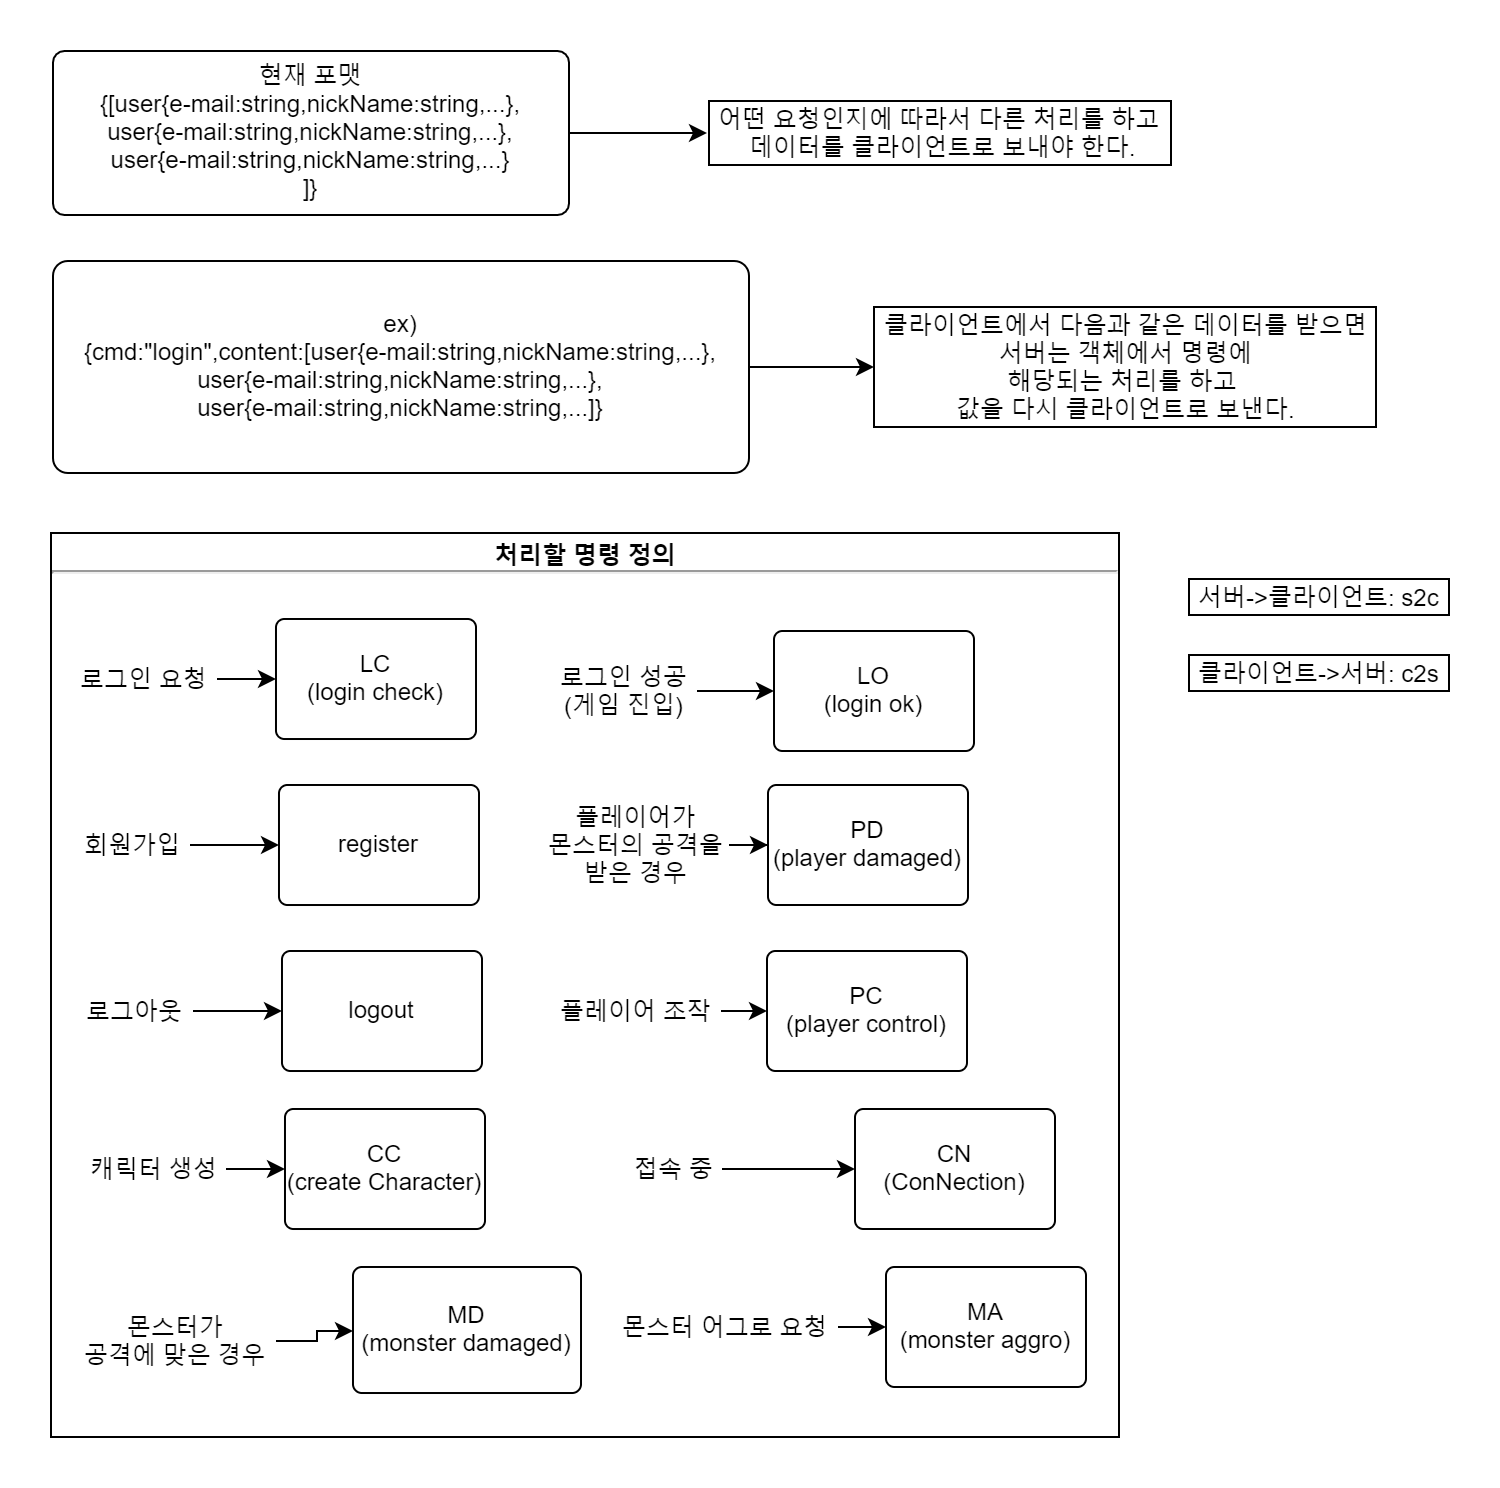 현재 포맷
{[user{e-mail:string,nickName:string,...},
user{e-mail:string,nickName:string,...},
user{e-mail:string,nickName:string,...}
]}
어떤 요청인지에 따라서 다른 처리를 하고
데이터를 클라이언트로 보내야 한다.
ex)
{cmd:"login",content:[user{e-mail:string,nickName:string,...},
user{e-mail:string,nickName:string,...},
user{e-mail:string,nickName:string,...]}
클라이언트에서 다음과 같은 데이터를 받으면
서버는 객체에서 명령에
해당되는 처리를 하고
값을 다시 클라이언트로 보낸다.
처리할 명령 정의
서버->클라이언트: s2c
클라이언트->서버: c2s
로그인 요청
LC
(login check)
로그인 성공
(게임 진입)
LO
(login ok)
회원가입
register
플레이어가
몬스터의 공격을
받은 경우
PD
(player damaged)
로그아웃
logout
플레이어 조작
PC
(player control)
캐릭터 생성
CC
(create Character)
접속 중
CN
(ConNection)
몬스터가
공격에 맞은 경우
MD
(monster damaged)
몬스터 어그로 요청
MA
(monster aggro)